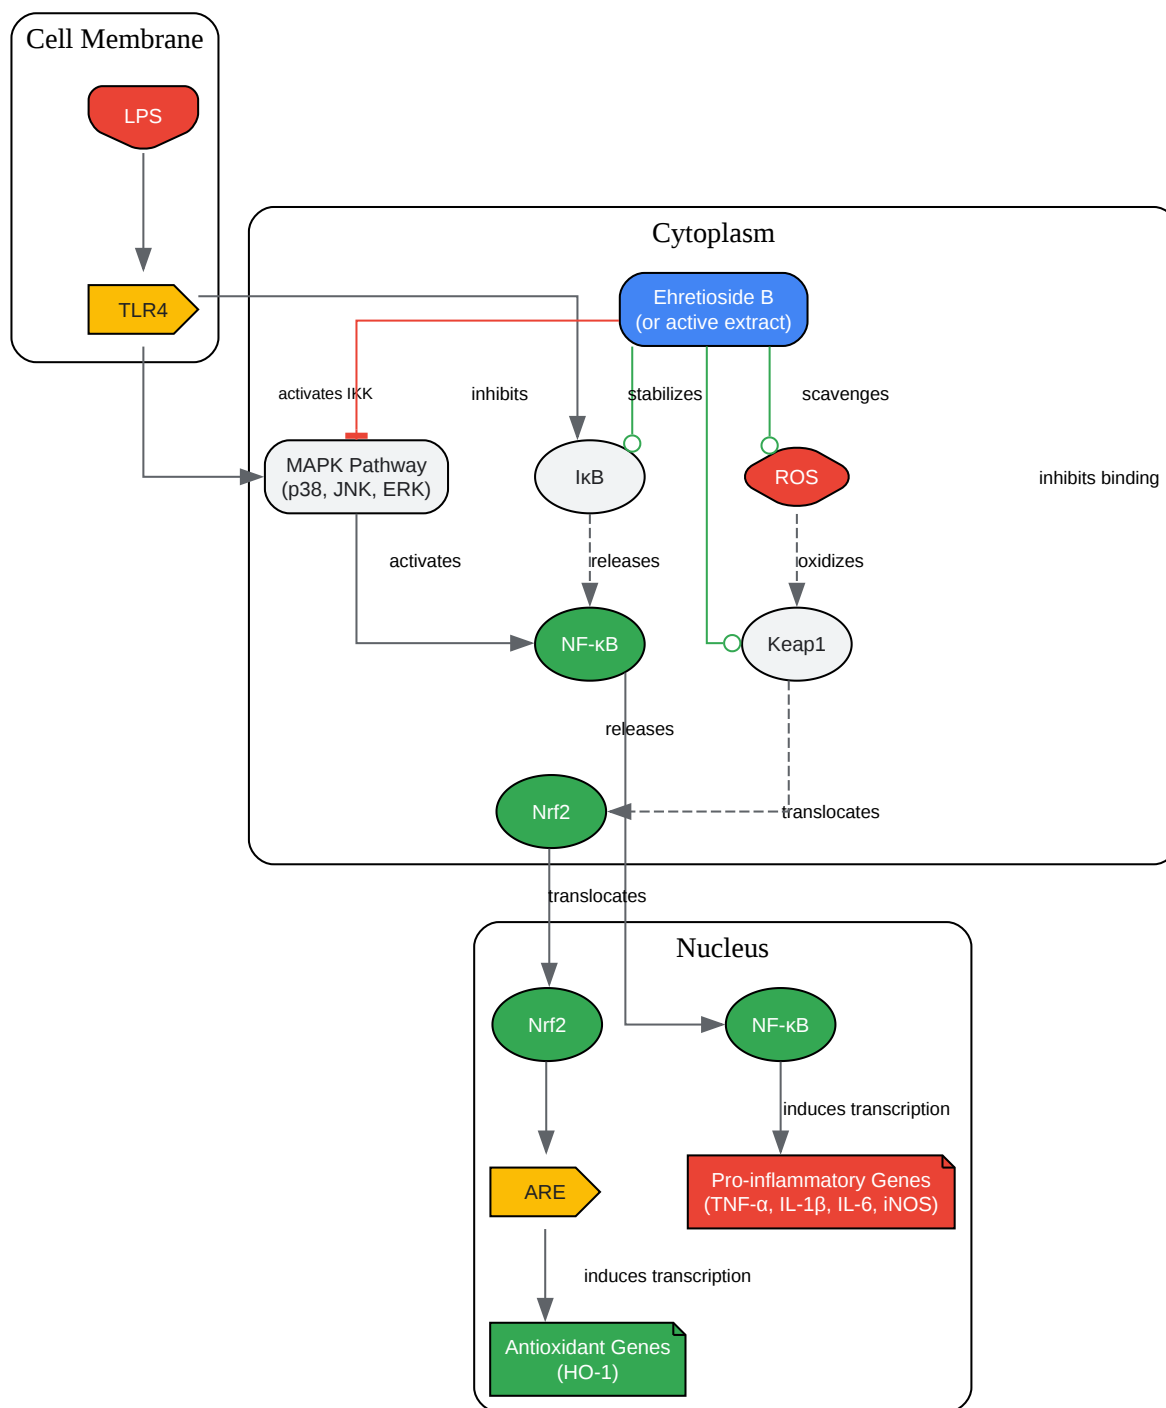 Cell Membrane
LPS
TLR4
Cytoplasm
Ehretioside B
(or active extract)
activates IKK
inhibits
stabilizes
scavenges
MAPK Pathway
(p38, JNK, ERK)
IκB
ROS
inhibits binding
activates
releases
oxidizes
NF-κB
Keap1
releases
Nrf2
translocates
translocates
Nucleus
Nrf2
NF-κB
induces transcription
ARE
Pro-inflammatory Genes
(TNF-α, IL-1β, IL-6, iNOS)
induces transcription
Antioxidant Genes
(HO-1)